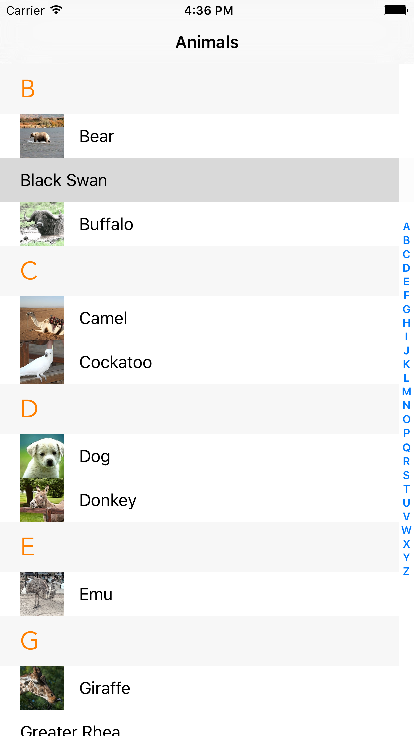 Carrier 4:36 PM
Animals
B
Bear
Black Swan
Buffalo
C
Camel
Cockatoo
D
Dog
Donkey
E
Emu
G
Giraffe
Greater Rhea
A
B
C
D
E
F
G
H
I
J
K
L
M
N
O
P
Q
R
S
T
U
V
W
X
Y
Z